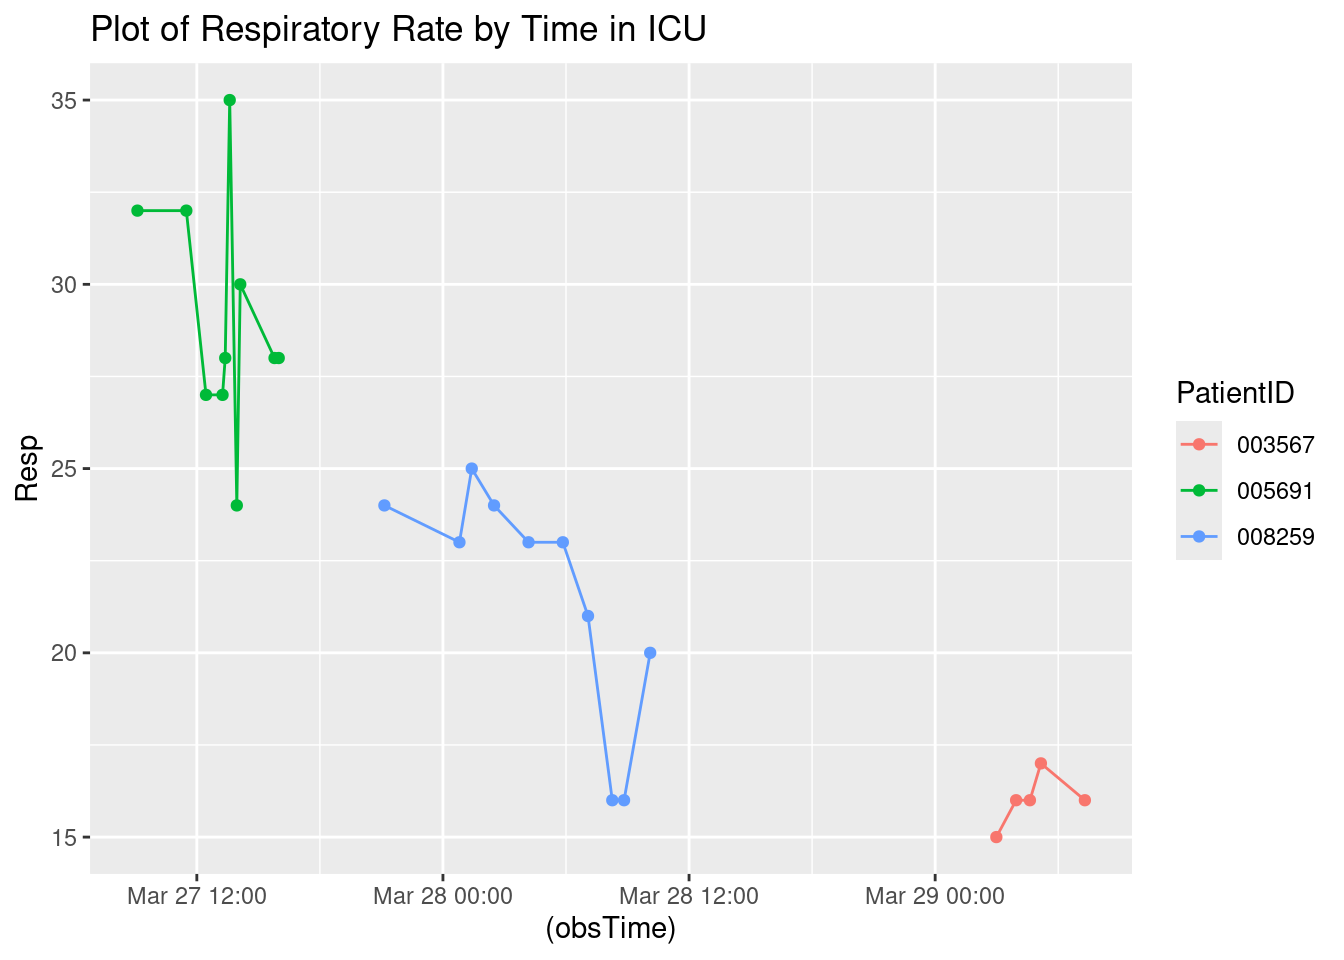 Plot of Respiratory Rate by Time in ICU
35
30
25
20
15
Resp
Mar 27 12:00
Mar 28 00:00
Mar 28 12:00
Mar 29 00:00
(obsTime)
PatientID
003567
005691
008259